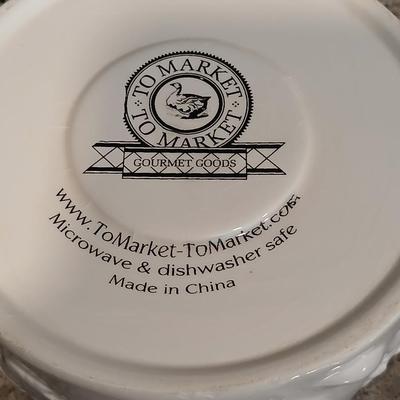 TO MARKET
TO MARKET
GOURMET GOODS
www.ToMarket-ToMarket.com
Microwave & dishwasher safe
Made in China